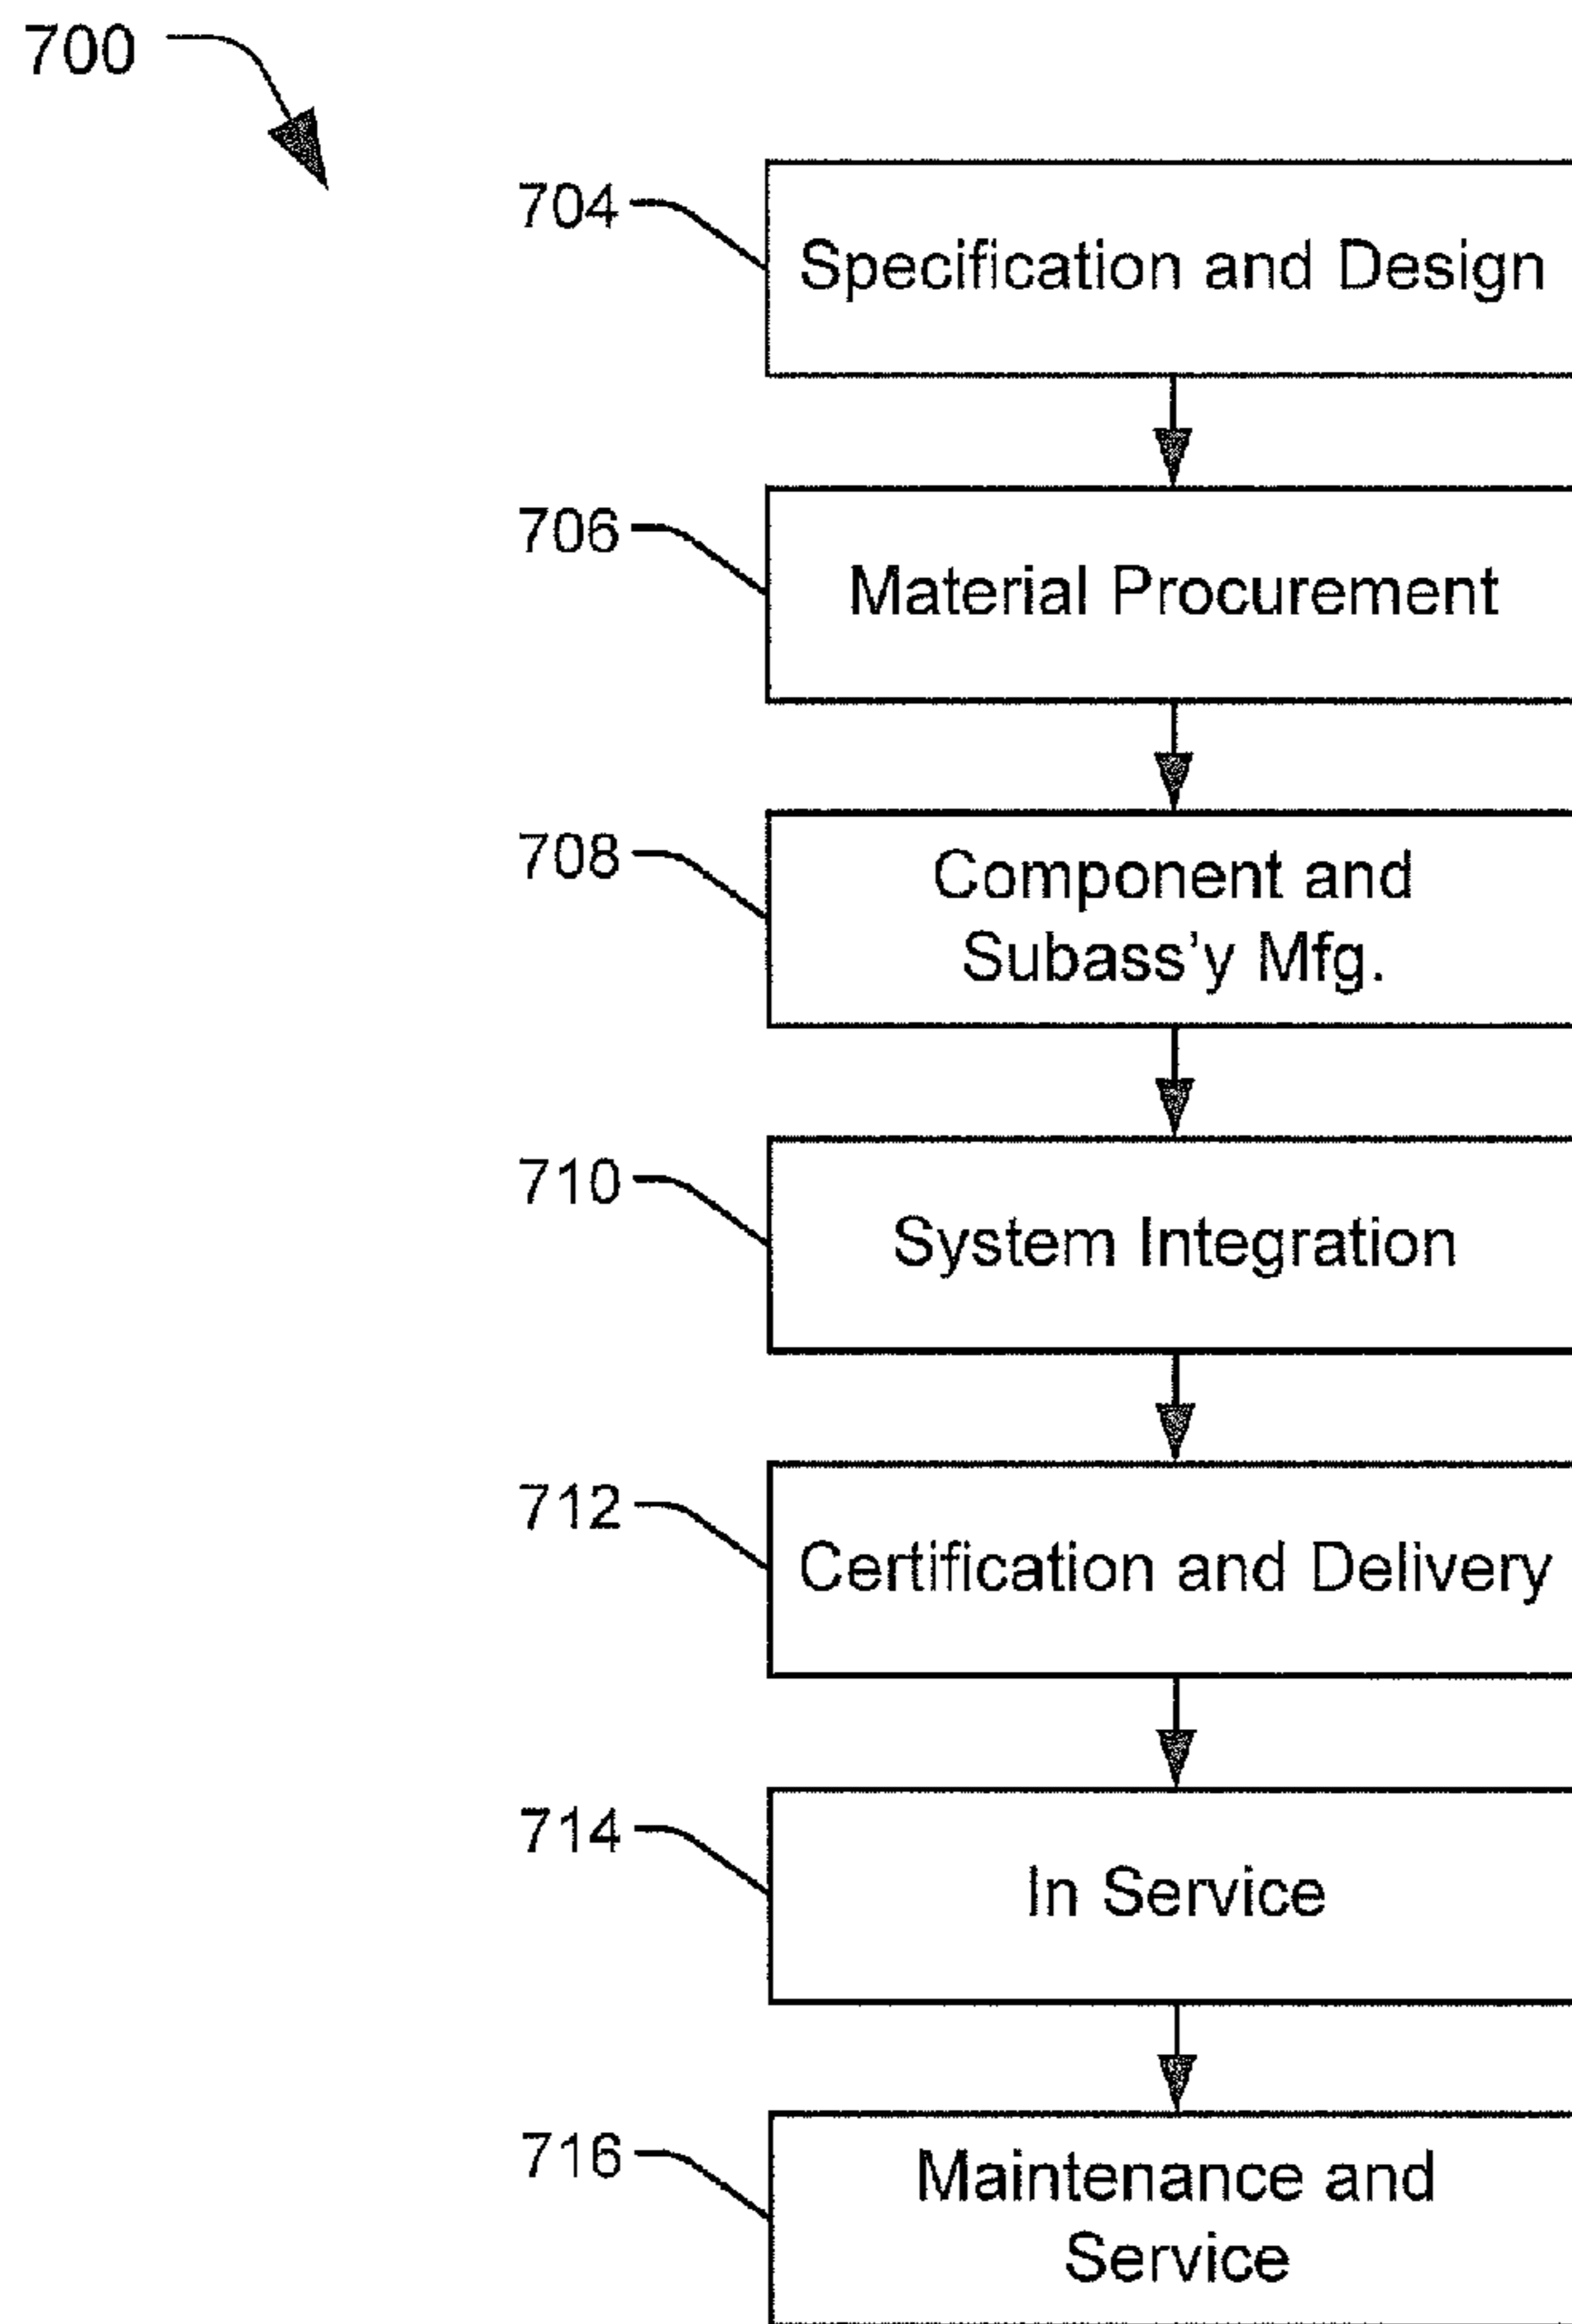 700
704
Specification and Design
706
Material Procurement
708
Component and
Subass'y Mfg.
710
System Integration
712
Certification and Delivery
714
In Service
716
Maintenance and
Service